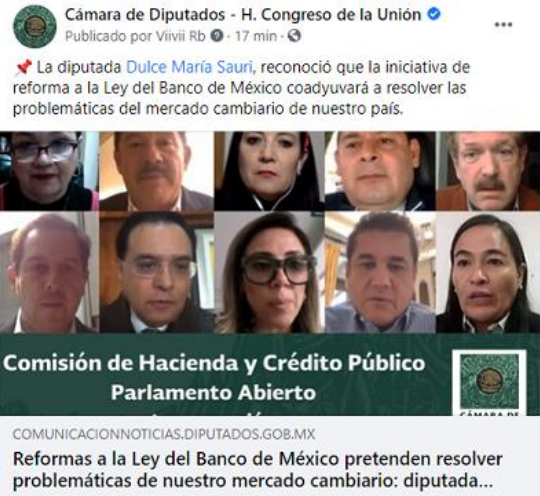 Cámara de Diputados - H. Congreso de la Unión
Publicado por Viivii Rb · 17 min ·
La diputada Dulce María Sauri, reconoció que la iniciativa de
reforma a la Ley del Banco de México coadyuvará a resolver las
problemáticas del mercado cambiario de nuestro país.
Comisión de Hacienda y Crédito Público
Parlamento Abierto
CÁMARA DE
COMUNICACIONNOTICIAS.DIPUTADOS.GOB.MX
Reformas a la Ley del Banco de México pretenden resolver
problemáticas de nuestro mercado cambiario: diputada...